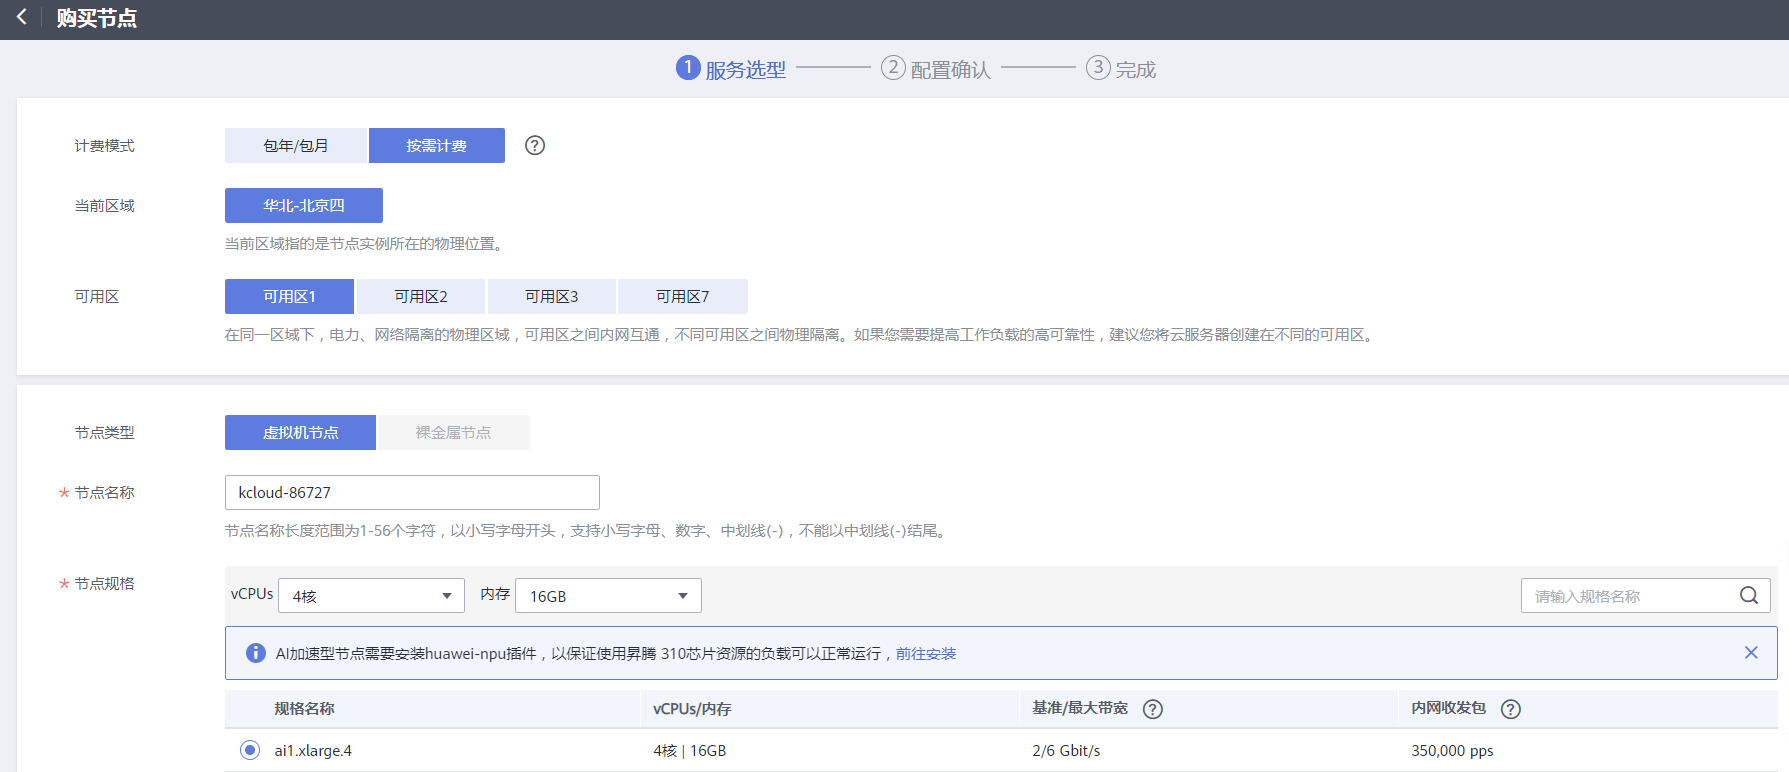 购买节点
1 服务选型 2 配置确认 3 完成
计费模式 包年/包月 按需计费 ?
当前区域 华北-北京四
当前区域指的是节点实例所在的物理位置。
可用区 可用区1 可用区2 可用区3 可用区7
在同一区域下，电力、网络隔离的物理区域，可用区之间内网互通，不同可用区之间物理隔离。如果您需要提高工作负载的高可靠性，建议您将云服务器创建在不同的可用区。
节点类型 虚拟机节点 裸金属节点
* 节点名称 kcloud-86727
节点名称长度范围为1-56个字符，以小写字母开头，支持小写字母、数字、中划线(-)，不能以中划线(-)结尾。
* 节点规格 vCPUs 4核 内存 16GB 请输入规格名称
AI加速型节点需要安装huawei-npu插件，以保证使用昇腾 310芯片资源的负载可以正常运行，前往安装
规格名称 vCPUs/内存 基准/最大带宽 ? 内网收发包 ?
ai1.xlarge.4 4核 | 16GB 2/6 Gbit/s 350,000 pps